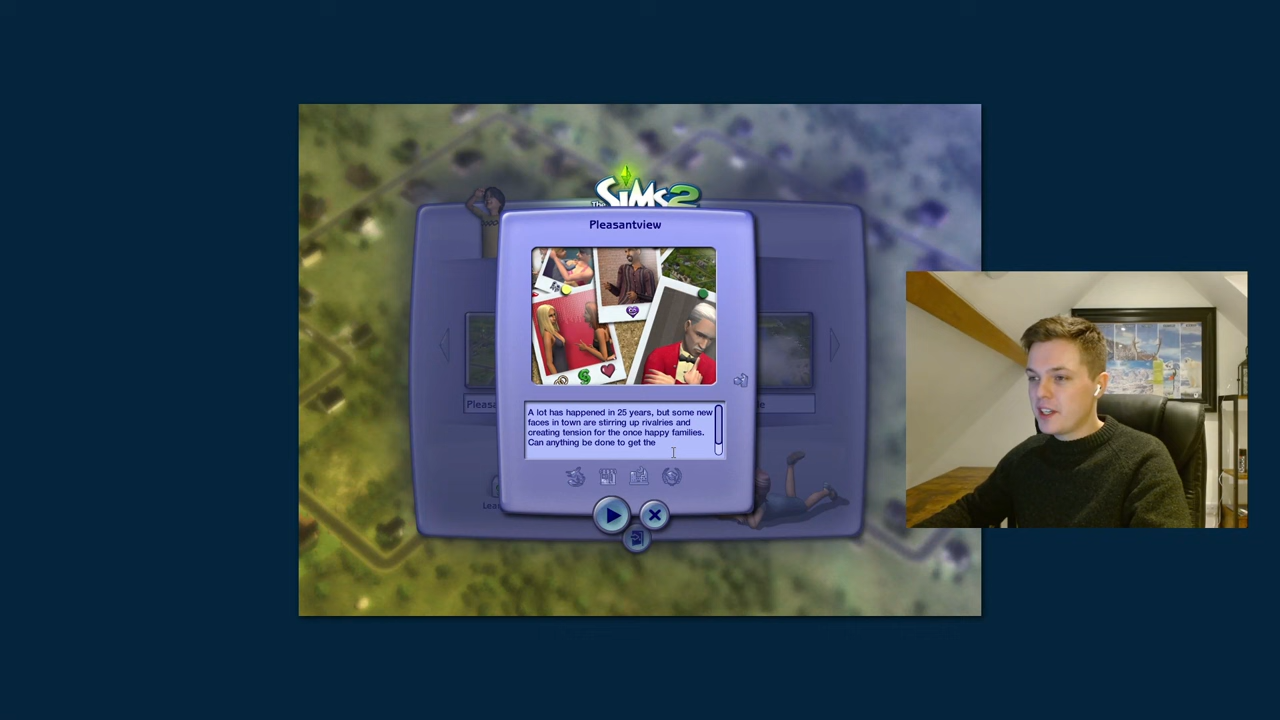 The
SiMS 2
Pleasantview
Pleasa
A lot has happened in 25 years, but some new
faces in town are stirring up rivalries and
creating tension for the once happy families.
Can anything be done to get the